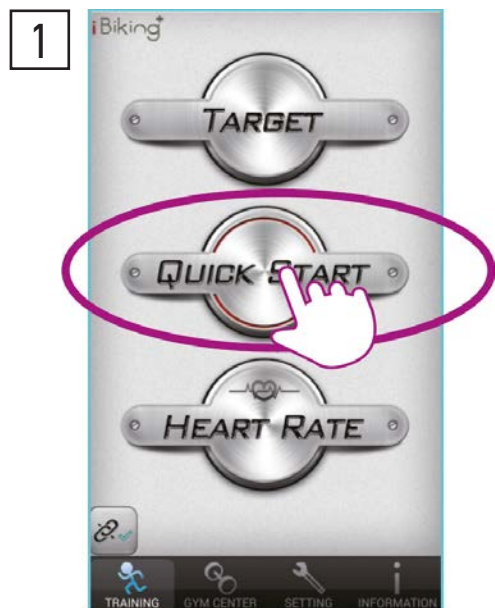 1
iBiking+
TARGET
QUICK START
HEART RATE
TRAINING GYM CENTER SETTING INFORMATION